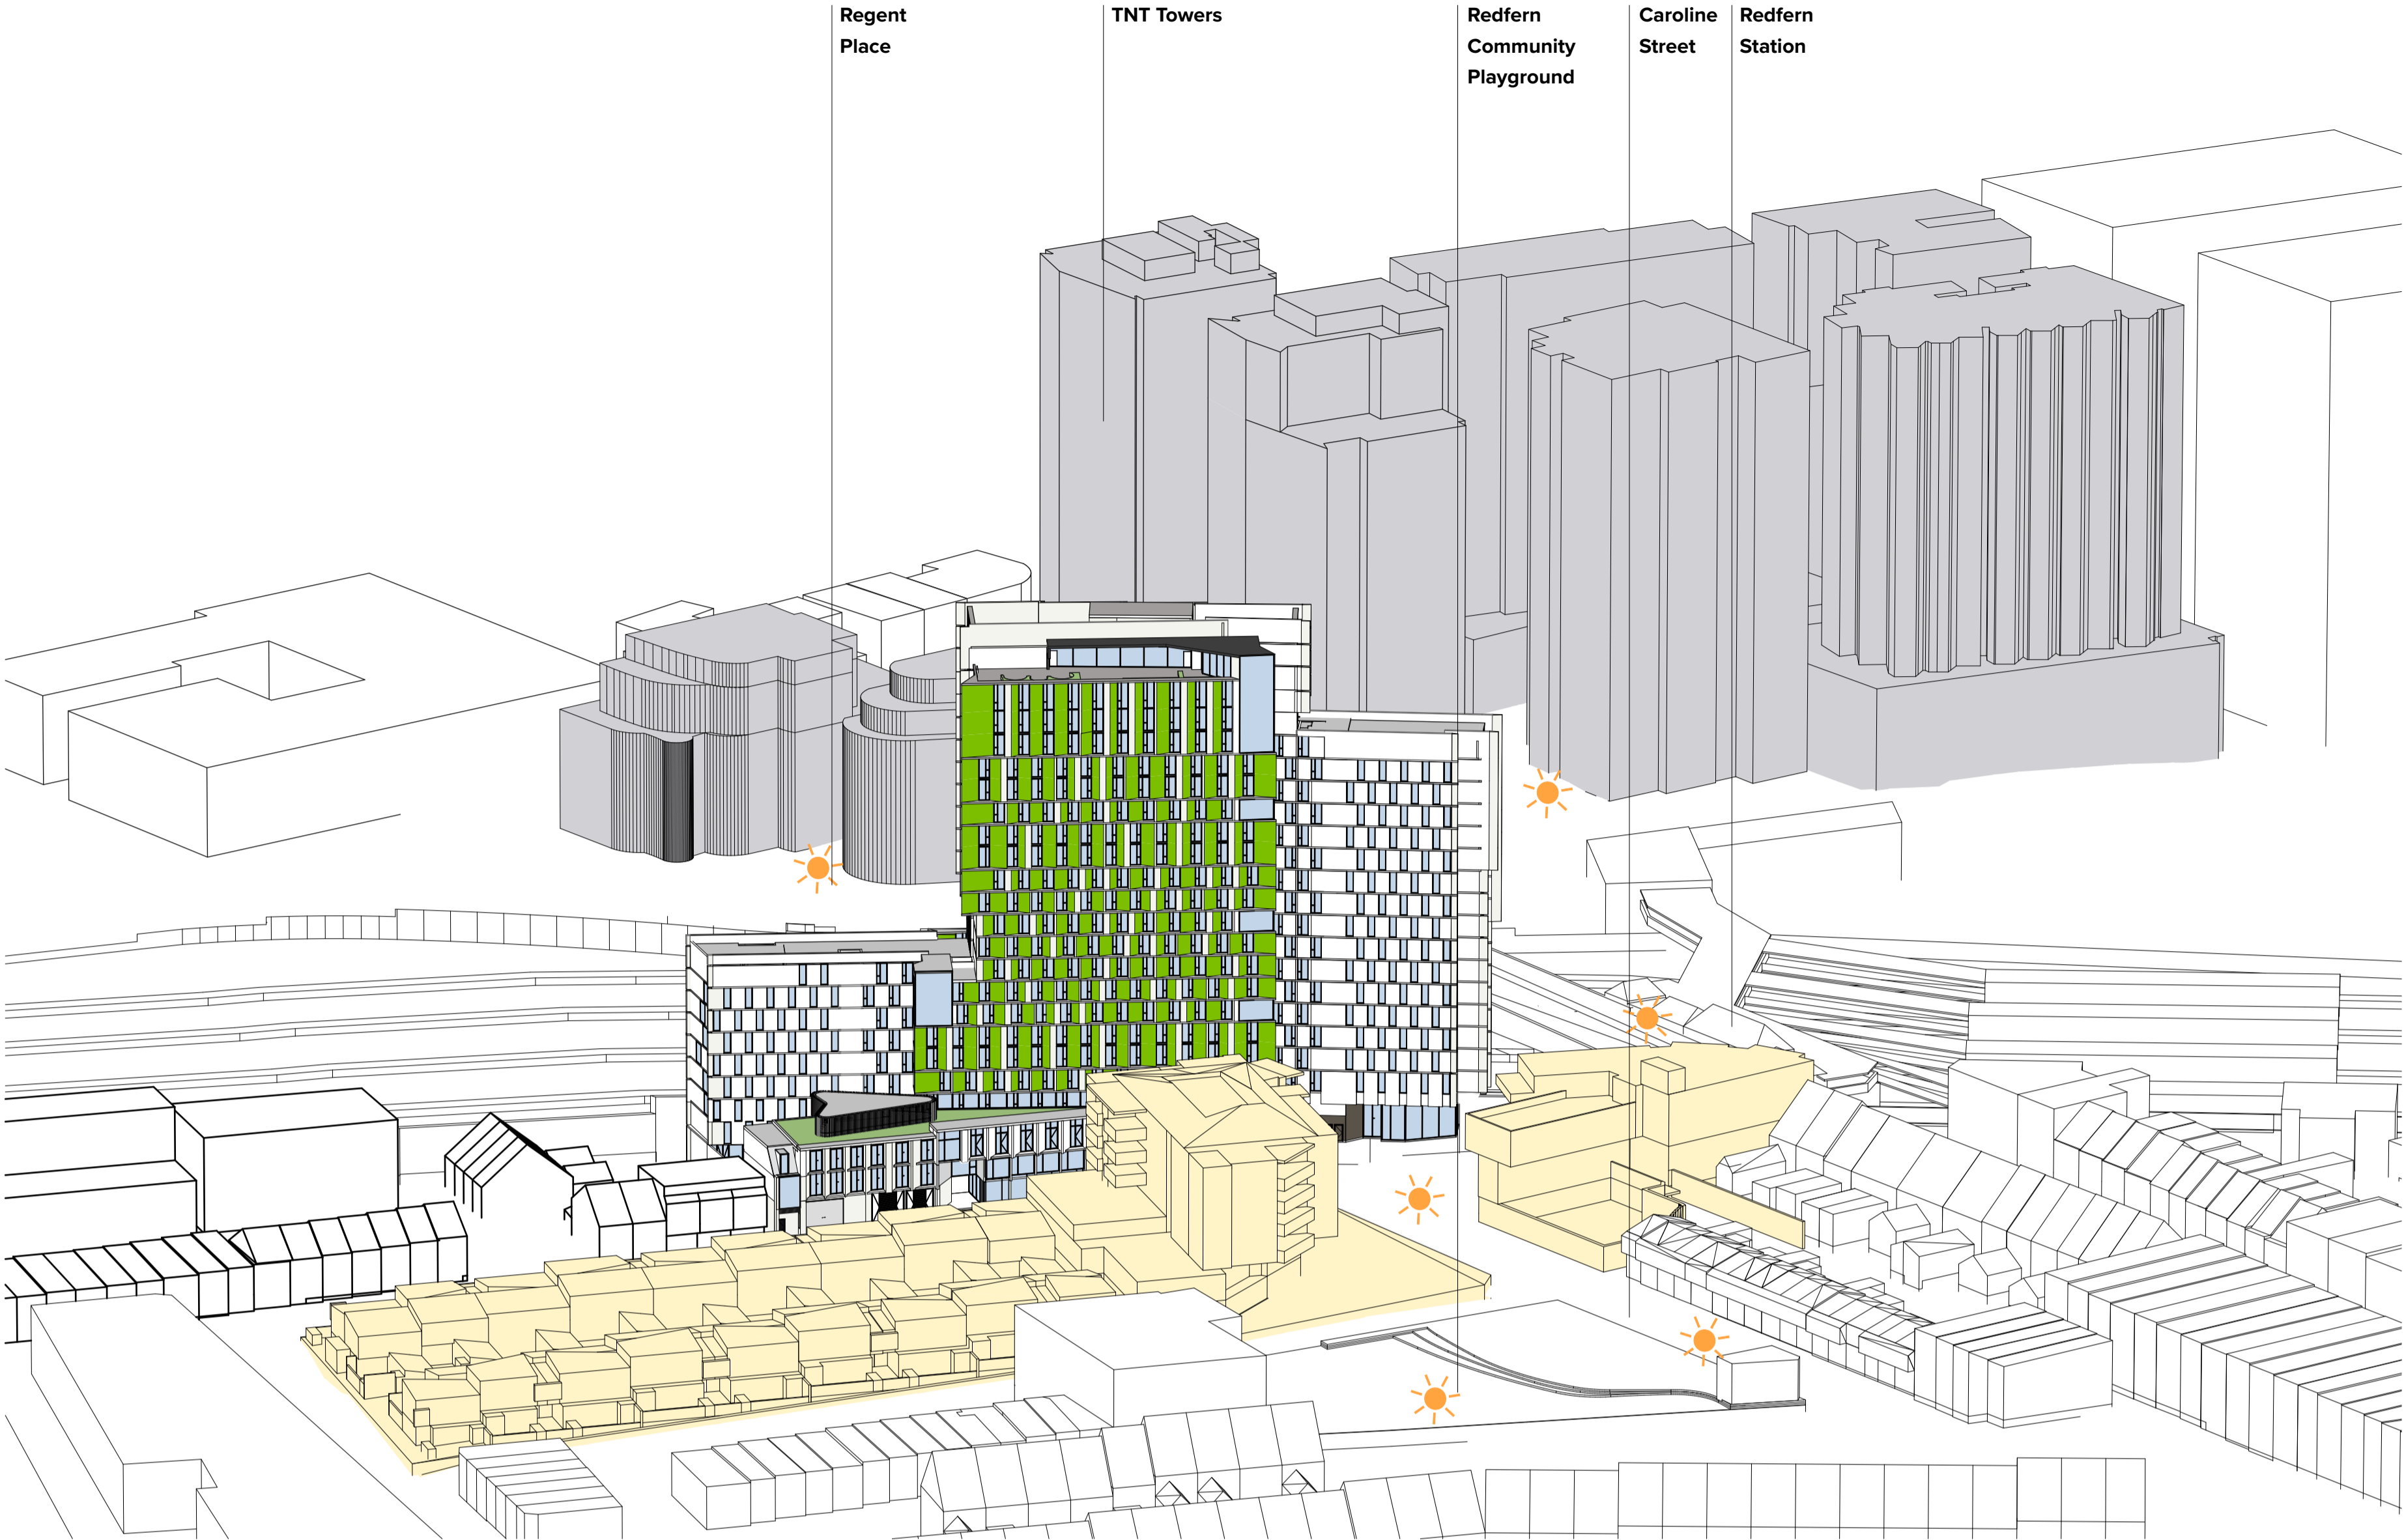 Regent
Place
TNT Towers
Redfern
Community
Playground
Caroline
Street
Redfern
Station